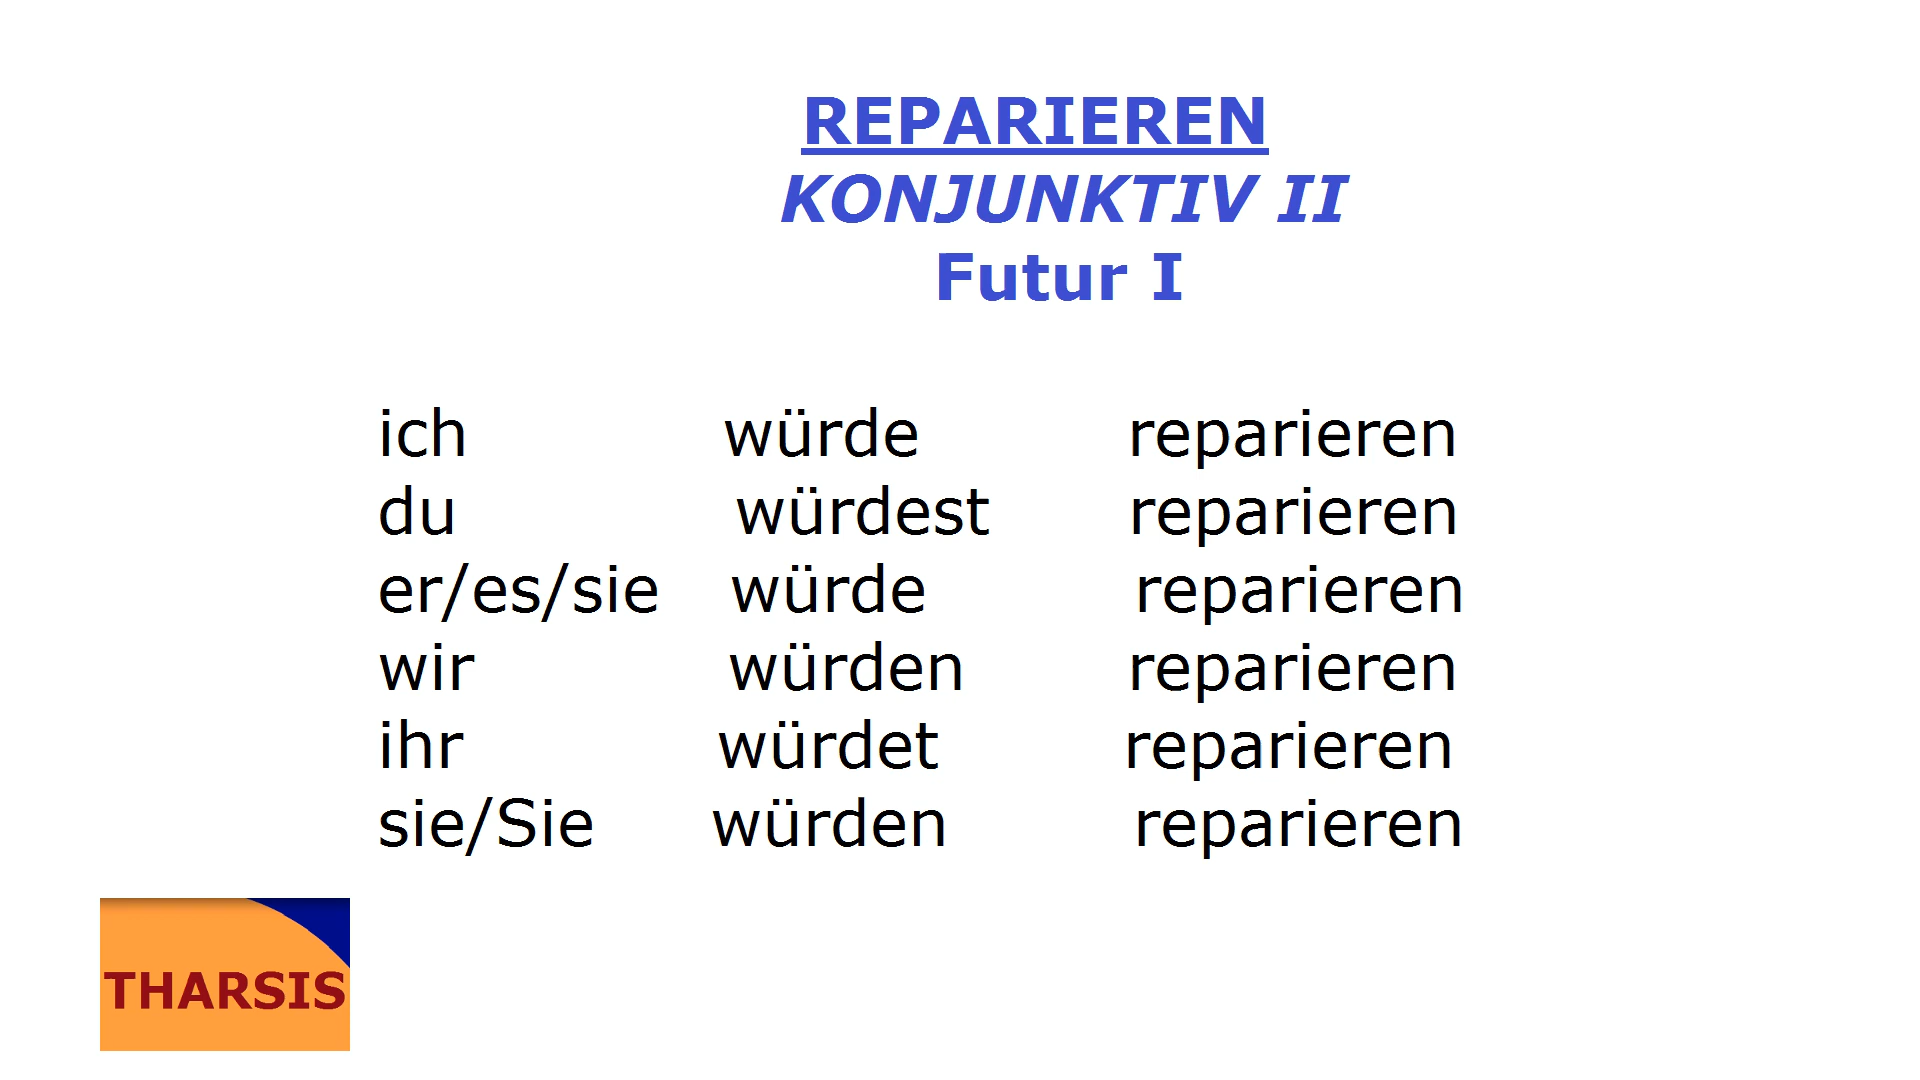 REPARIEREN
KONJUNKTIV II
Futur I
ich würde reparieren
du würdest reparieren
er/es/sie würde reparieren
wir würden reparieren
ihr würdet reparieren
sie/Sie würden reparieren
THARSIS